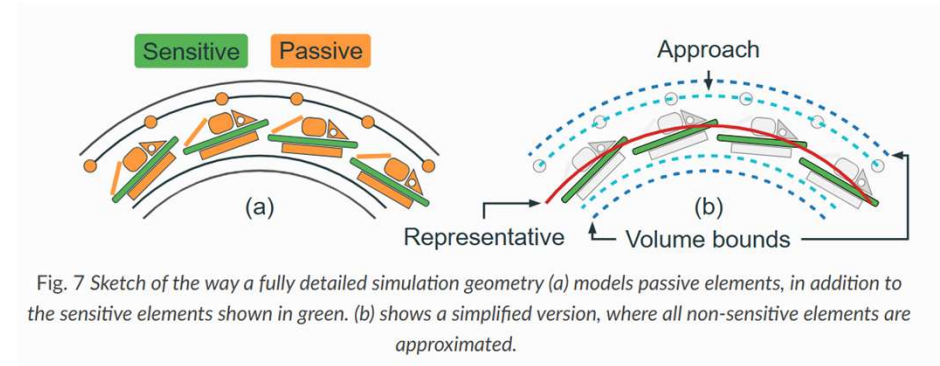 Sensitive Passive
Approach
(a)
(b)
Representative
Volume bounds
Fig. 7 Sketch of the way a fully detailed simulation geometry (a) models passive elements, in addition to
the sensitive elements shown in green. (b) shows a simplified version, where all non-sensitive elements are
approximated.